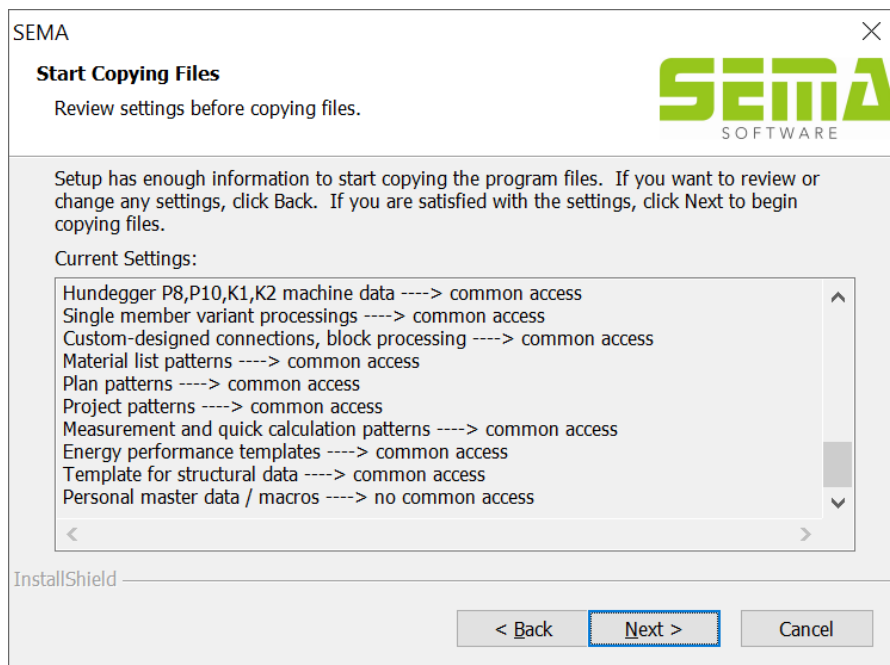 SEMA
Start Copying Files
Review settings before copying files.
SEMA
SOFTWARE
Setup has enough information to start copying the program files.  If you want to review or
change any settings, click Back.  If you are satisfied with the settings, click Next to begin
copying files.
Current Settings:
Hundegger P8,P10,K1,K2 machine data ----> common access
Single member variant processings ----> common access
Custom-designed connections, block processing ----> common access
Material list patterns ----> common access
Plan patterns ----> common access
Project patterns ----> common access
Measurement and quick calculation patterns ----> common access
Energy performance templates ----> common access
Template for structural data ----> common access
Personal master data / macros ----> no common access
InstallShield
< Back
Next >
Cancel